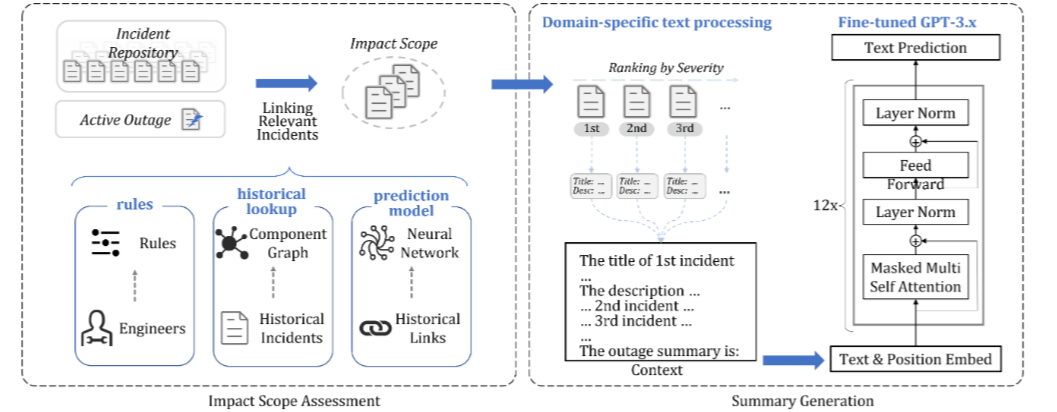 Incident
Repository
Active Outage
Linking
Relevant
Incidents
Impact Scope
rules
Rules
Engineers
historical
lookup
Component
Graph
Historical
Incidents
prediction
model
Neural
Network
Historical
Links
Impact Scope Assessment
Domain-specific text processing
Ranking by Severity
...
1st
2nd
3rd
Title: ...
Desc: ...
Title: ...
Desc: ...
Title: ...
Desc: ...
...
The title of 1st incident
...
The description ...
... 2nd incident ...
... 3rd incident ...
...
The outage summary is:
Context
Fine-tuned GPT-3.x
Text Prediction
Layer Norm
Feed
Forward
12x
Layer Norm
Masked Multi
Self Attention
Text & Position Embed
Summary Generation